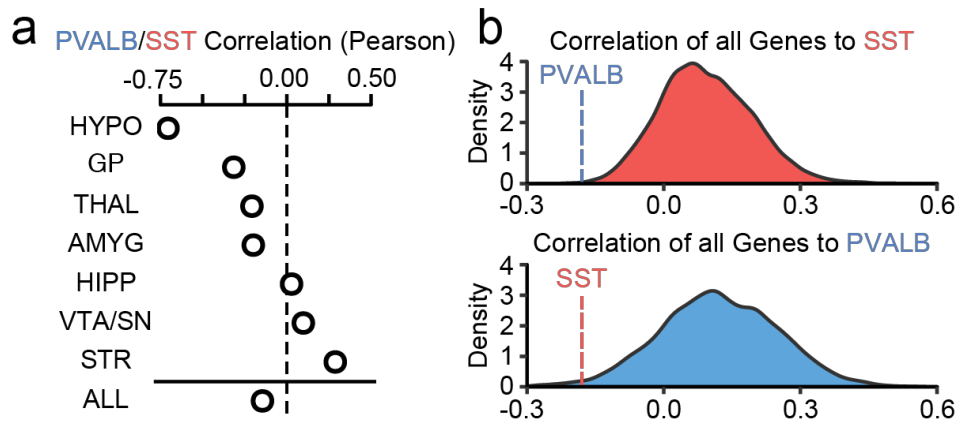 a
PVALB/SST Correlation (Pearson)
-0.75 0.00 0.50
HYPO
GP
THAL
AMYG
HIPP
VTA/SN
STR
ALL
b
Correlation of all Genes to SST
PVALB
Density
4
3
2
1
0
-0.3 0.0 0.3 0.6
Correlation of all Genes to PVALB
SST
Density
4
3
2
1
0
-0.3 0.0 0.3 0.6